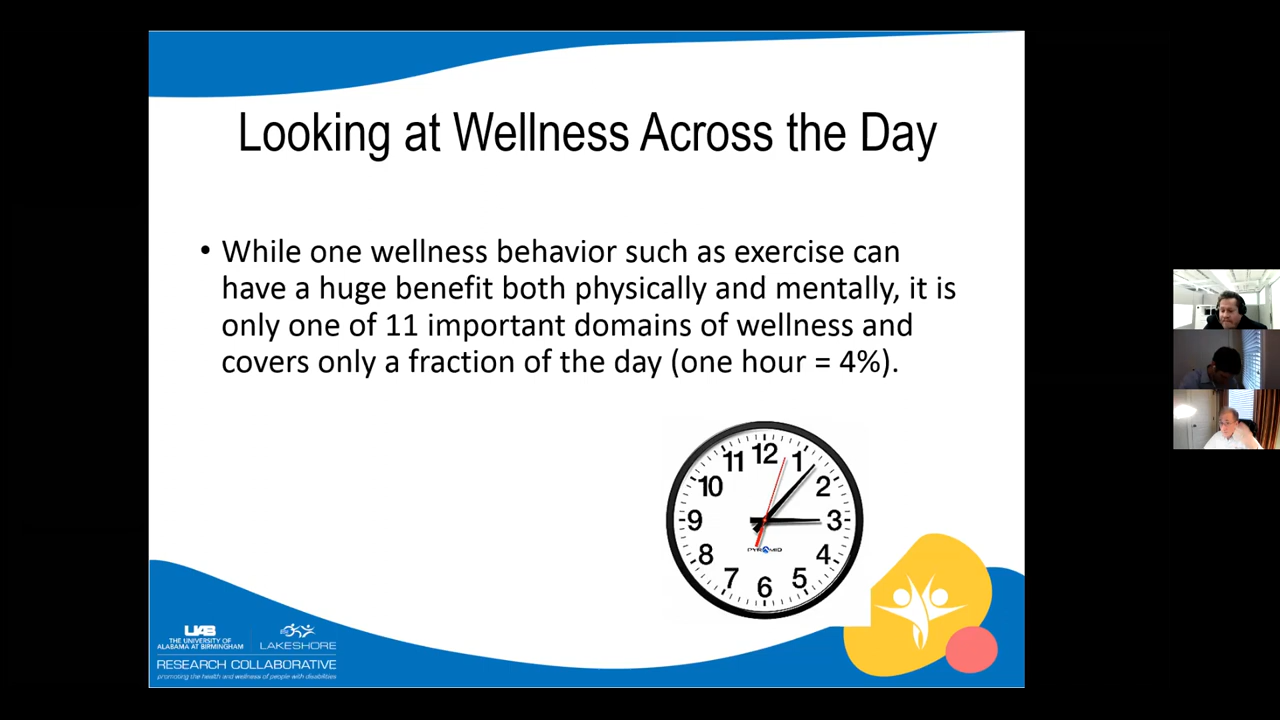 Looking at Wellness Across the Day
• While one wellness behavior such as exercise can
have a huge benefit both physically and mentally, it is
only one of 11 important domains of wellness and
covers only a fraction of the day (one hour = 4%).
12
11
1
10
2
9
3
8
4
7
5
6
PYRAMID
UAB
THE UNIVERSITY OF
ALABAMA AT BIRMINGHAM
LAKESHORE
RESEARCH COLLABORATIVE
promoting the health and wellness of people with disabilities